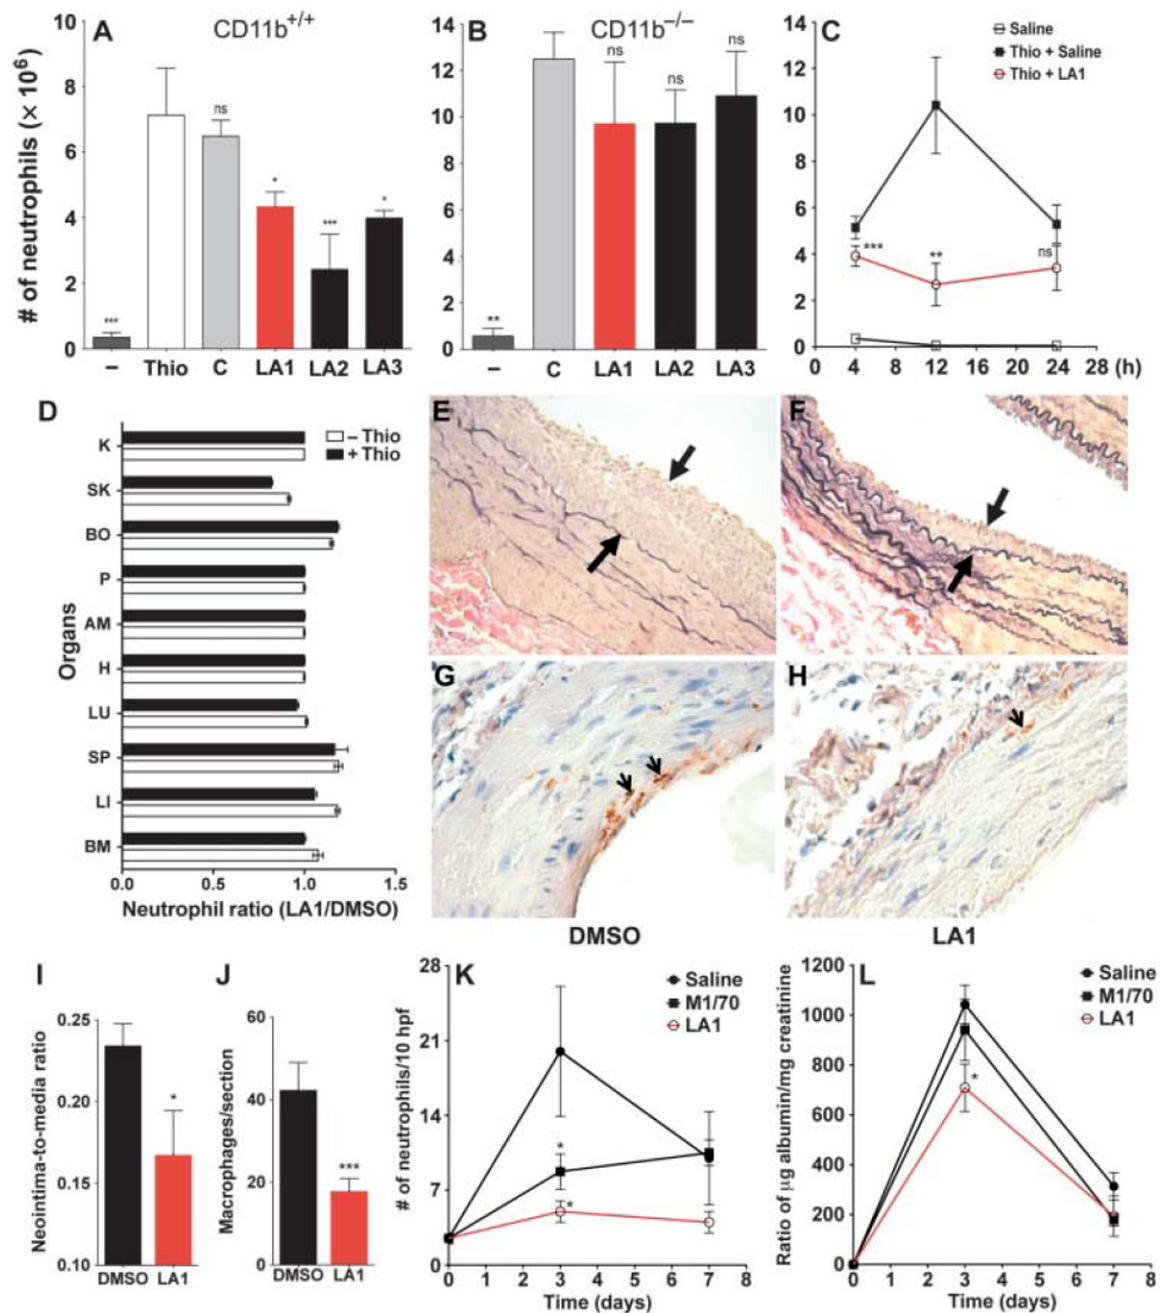 A
CD11b+/+
# of neutrophils (× 10⁶)
10
8
6
4
2
0
***
ns
*
***
*
–
Thio
C
LA1
LA2
LA3
B
CD11b–/–
14
12
10
8
6
4
2
0
**
ns
ns
ns
–
C
LA1
LA2
LA3
C
Saline
Thio + Saline
Thio + LA1
14
12
10
8
6
4
2
0
***
**
ns
0
4
8
12
16
20
24
28
(h)
D
– Thio
+ Thio
Organs
K
SK
BO
P
AM
H
LU
SP
LI
BM
0.0
0.5
1.0
1.5
Neutrophil ratio (LA1/DMSO)
E
F
G
H
DMSO
LA1
I
Neointima-to-media ratio
0.25
0.20
0.15
0.10
*
DMSO
LA1
J
Macrophages/section
60
40
20
0
***
DMSO
LA1
K
Saline
M1/70
LA1
# of neutrophils/10 hpf
28
21
14
7
0
*
*
0
1
2
3
4
5
6
7
8
Time (days)
L
Saline
M1/70
LA1
Ratio of µg albumin/mg creatinine
1200
1000
800
600
400
200
0
*
0
1
2
3
4
5
6
7
8
Time (days)